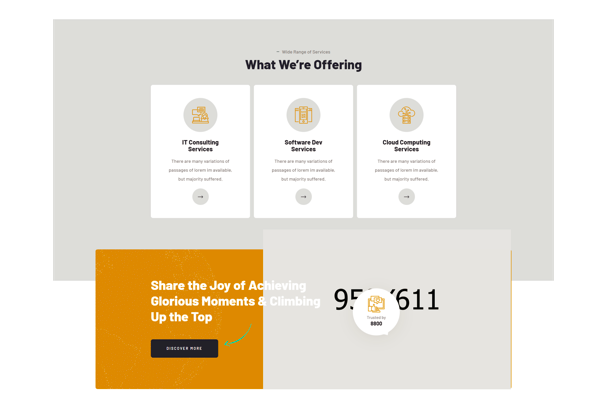 Wide Range of Services
What We're Offering
IT Consulting
Services
There are many variations of
passages of lorem im available,
but majority suffered.
Software Dev
Services
There are many variations of
passages of lorem im available,
but majority suffered.
Cloud Computing
Services
There are many variations of
passages of lorem im available,
but majority suffered.
Share the Joy of Achieving
Glorious Moments & Climbing
Up the Top
DISCOVER MORE
Trusted by
8800